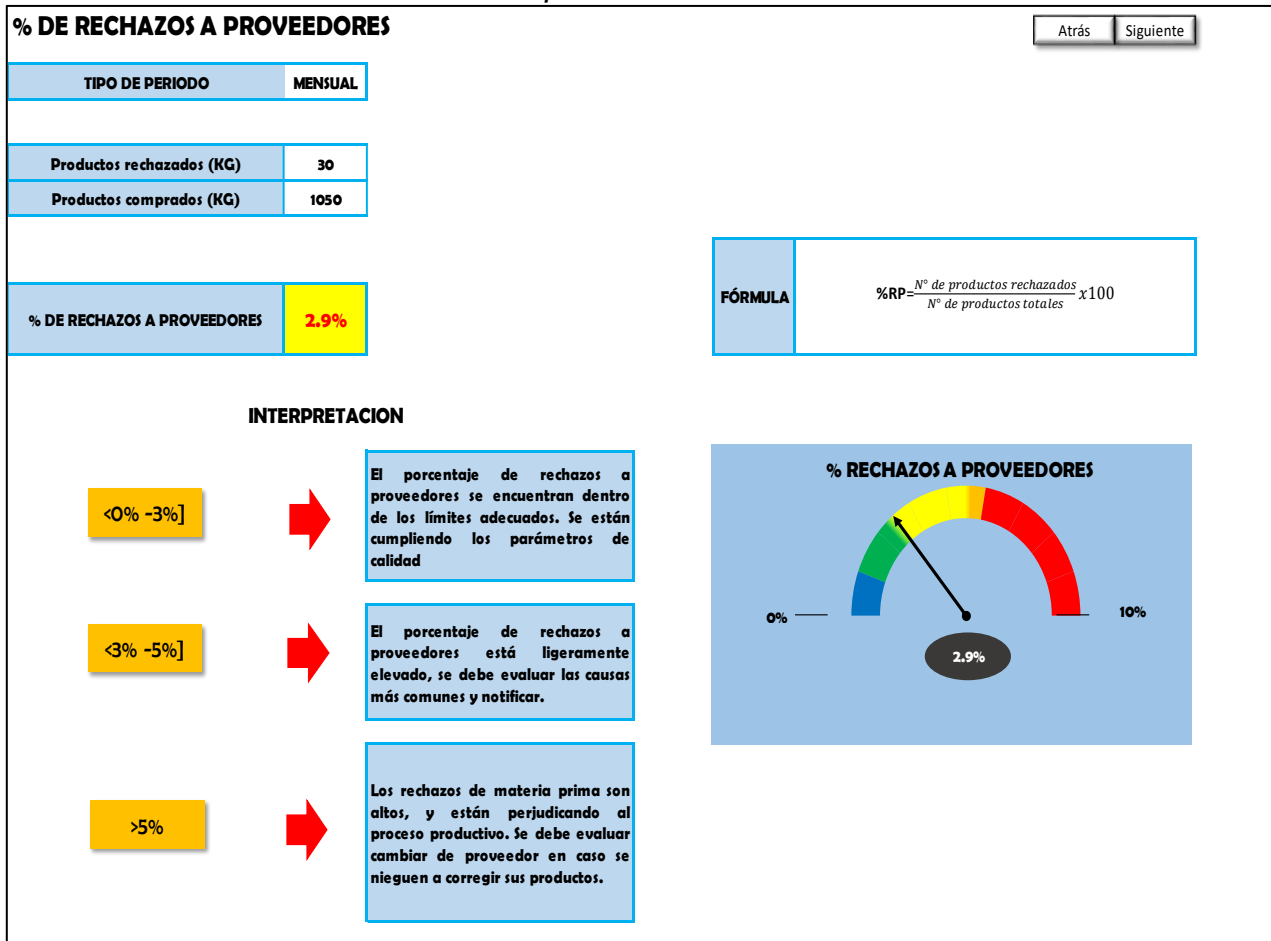 % DE RECHAZOS A PROVEEDORES
Atrás
Siguiente
TIPO DE PERIODO
MENSUAL
Productos rechazados (KG)
30
Productos comprados (KG)
1050
% DE RECHAZOS A PROVEEDORES
2.9%
FÓRMULA
%RP=N° de productos rechazados
N° de productos totales
x100
INTERPRETACION
<0% -3%]
El porcentaje de rechazos a
proveedores se encuentran dentro
de los límites adecuados. Se están
cumpliendo los parámetros de
calidad
<3% -5%]
El porcentaje de rechazos a
proveedores está ligeramente
elevado, se debe evaluar las causas
más comunes y notificar.
>5%
Los rechazos de materia prima son
altos, y están perjudicando al
proceso productivo. Se debe evaluar
cambiar de proveedor en caso se
nieguen a corregir sus productos.
% RECHAZOS A PROVEEDORES
0%
10%
2.9%